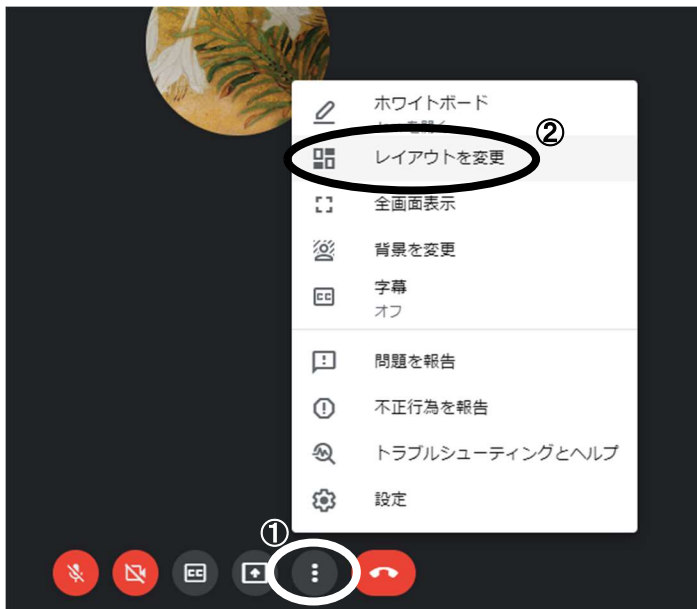 ホワイトボード
②
レイアウトを変更
全画面表示
背景を変更
CC
字幕
オフ
問題を報告
不正行為を報告
トラブルシューティングとヘルプ
設定
①
CC